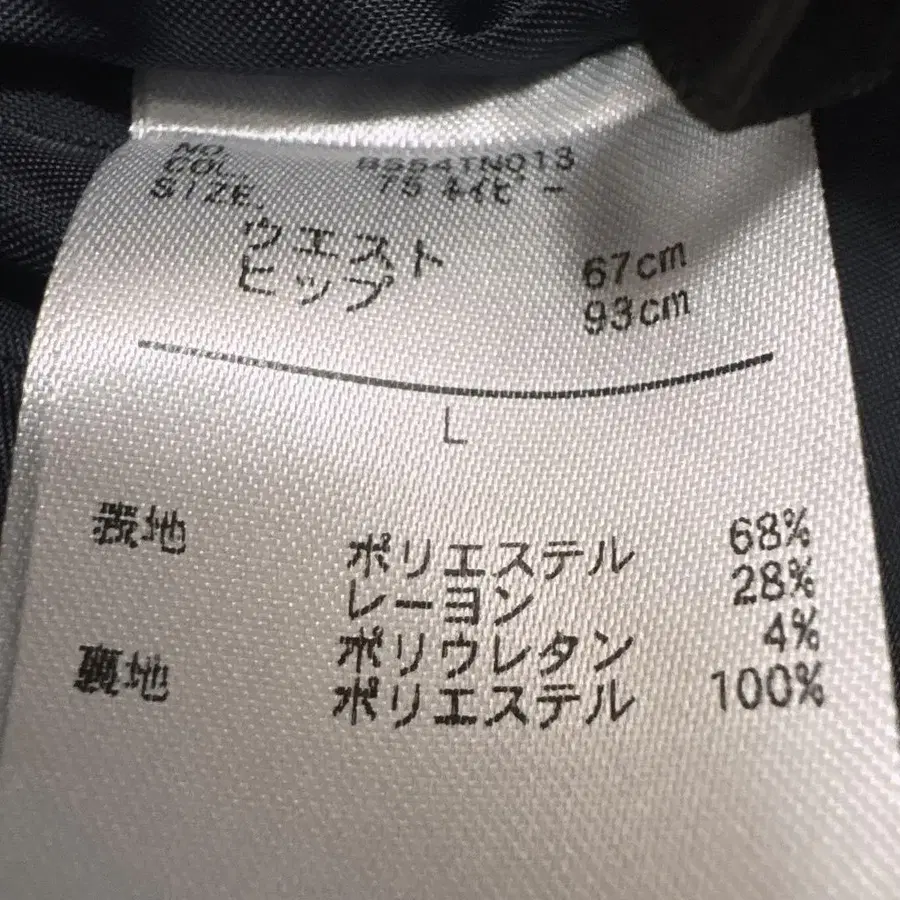 NO.
COL. 75 ネイビー
SIZE.
ウエスト 67cm
ヒップ 93cm
L
表地 ポリエステル 68%
レーヨン 28%
ポリウレタン 4%
裏地 ポリエステル 100%